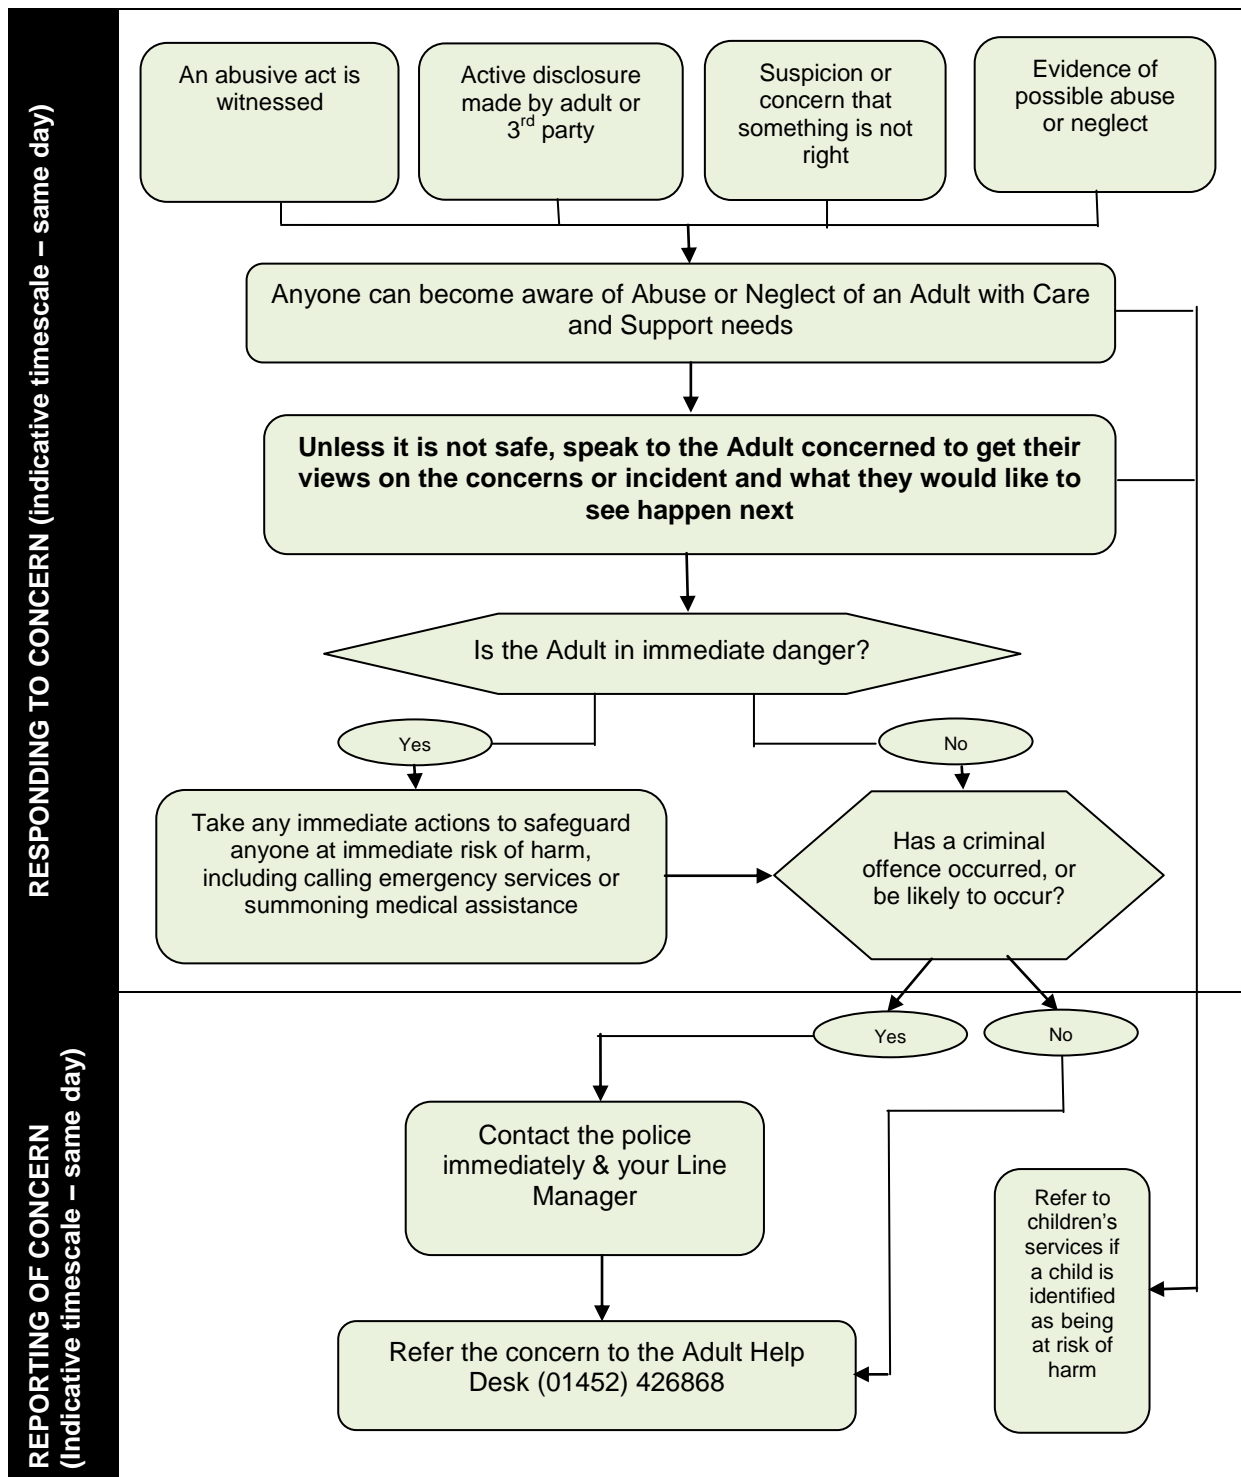 RESPONDING TO CONCERN (indicative timescale – same day)
An abusive act is
witnessed
Active disclosure
made by adult or
3rd party
Suspicion or
concern that
something is not
right
Evidence of
possible abuse
or neglect
Anyone can become aware of Abuse or Neglect of an Adult with Care
and Support needs
Unless it is not safe, speak to the Adult concerned to get their
views on the concerns or incident and what they would like to
see happen next
Is the Adult in immediate danger?
Yes
No
Take any immediate actions to safeguard
anyone at immediate risk of harm,
including calling emergency services or
summoning medical assistance
Has a criminal
offence occurred, or
be likely to occur?
REPORTING OF CONCERN
(Indicative timescale – same day)
Yes
No
Contact the police
immediately & your Line
Manager
Refer to
children’s
services if
a child is
identified
as being
at risk of
harm
Refer the concern to the Adult Help
Desk (01452) 426868